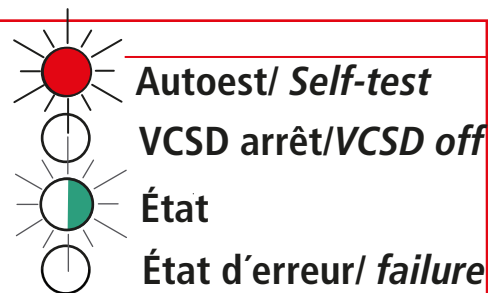 Autoest/ Self-test
VCSD arrêt/VCSD off
État
État d´erreur/ failure